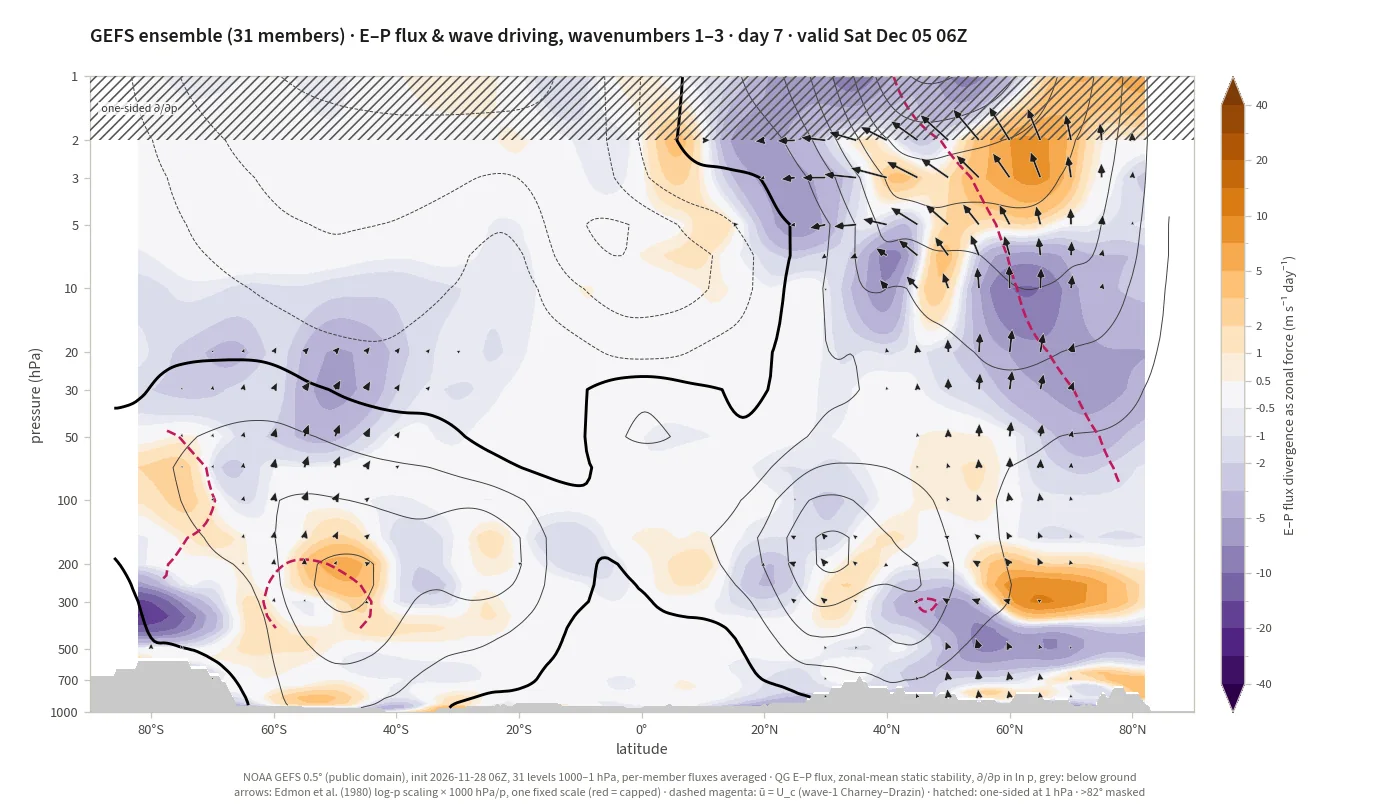 GEFS ensemble (31 members) · E–P flux & wave driving, wavenumbers 1–3 · day 7 · valid Sat Dec 05 06Z
one-sided ∂/∂p
pressure (hPa)
1
2
3
5
10
20
30
50
100
200
300
500
700
1000
80°S
60°S
40°S
20°S
0°
20°N
40°N
60°N
80°N
latitude
40
20
10
5
2
1
0.5
-0.5
-1
-2
-5
-10
-20
-40
E–P flux divergence as zonal force (m s⁻¹ day⁻¹)
NOAA GEFS 0.5° (public domain), init 2026-11-28 06Z, 31 levels 1000–1 hPa, per-member fluxes averaged · QG E–P flux, zonal-mean static stability, ∂/∂p in ln p, grey: below ground
arrows: Edmon et al. (1980) log-p scaling × 1000 hPa/p, one fixed scale (red = capped) · dashed magenta: ū = U_c (wave-1 Charney–Drazin) · hatched: one-sided at 1 hPa · >82° masked